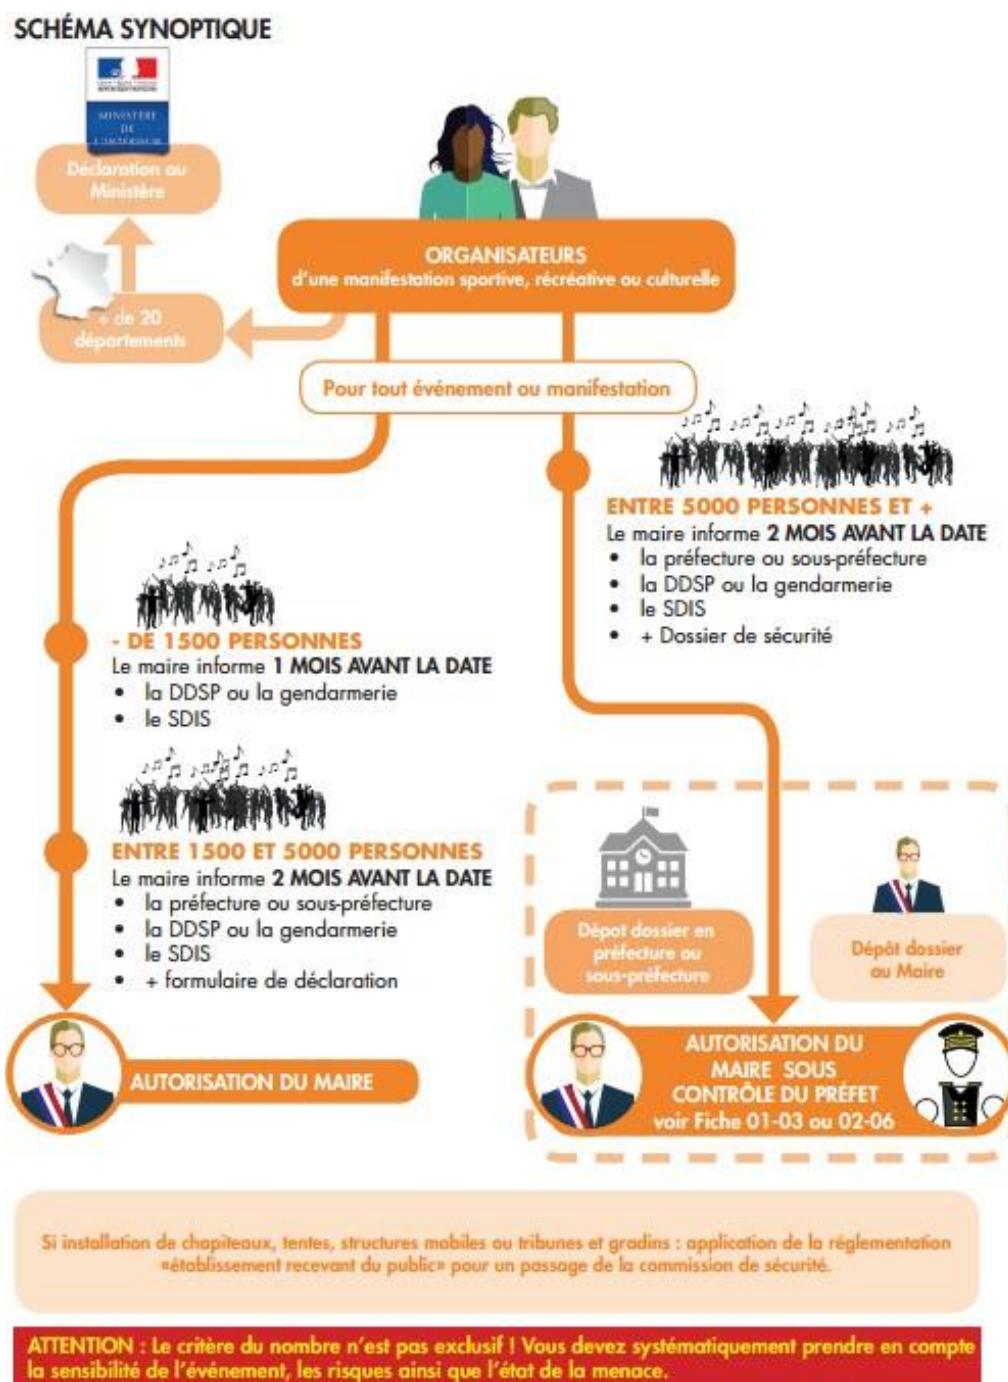 SCHÉMA SYNOPTIQUE
MINISTÈRE
DE
L'INTÉRIEUR
Déclaration au
Ministère
+ de 20
départements
ORGANISATEURS
d'une manifestation sportive, récréative ou culturelle
Pour tout événement ou manifestation
ENTRE 5000 PERSONNES ET +
Le maire informe 2 MOIS AVANT LA DATE
• la préfecture ou sous-préfecture
• la DDSP ou la gendarmerie
• le SDIS
• + Dossier de sécurité
- DE 1500 PERSONNES
Le maire informe 1 MOIS AVANT LA DATE
• la DDSP ou la gendarmerie
• le SDIS
ENTRE 1500 ET 5000 PERSONNES
Le maire informe 2 MOIS AVANT LA DATE
• la préfecture ou sous-préfecture
• la DDSP ou la gendarmerie
• le SDIS
• + formulaire de déclaration
AUTORISATION DU MAIRE
Dépot dossier en
préfecture ou
sous-préfecture
Dépôt dossier
au Maire
AUTORISATION DU
MAIRE SOUS
CONTRÔLE DU PRÉFET
voir Fiche 01-03 ou 02-06
Si installation de chapiteaux, tentes, structures mobiles ou tribunes et gradins : application de la réglementation
«établissement recevant du public» pour un passage de la commission de sécurité.
ATTENTION : Le critère du nombre n'est pas exclusif ! Vous devez systématiquement prendre en compte
la sensibilité de l'événement, les risques ainsi que l'état de la menace.